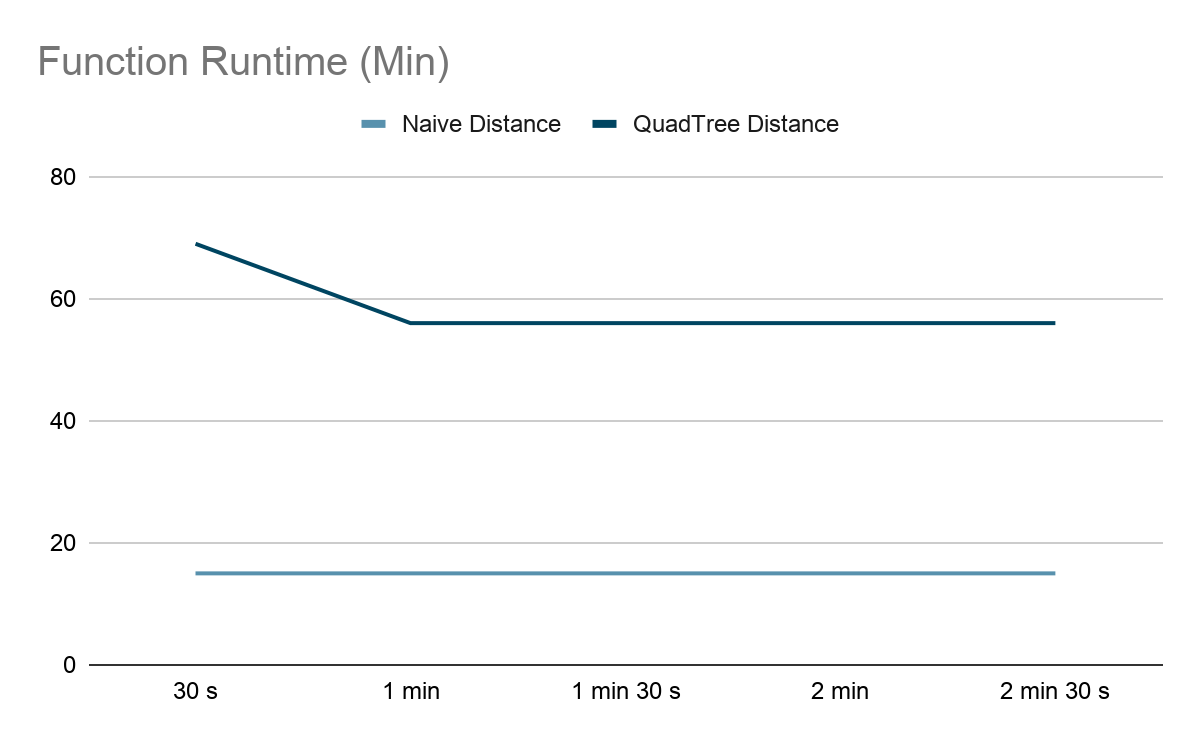 Function Runtime (Min)
Naive Distance QuadTree Distance
80
60
40
20
0
30 s 1 min 1 min 30 s 2 min 2 min 30 s